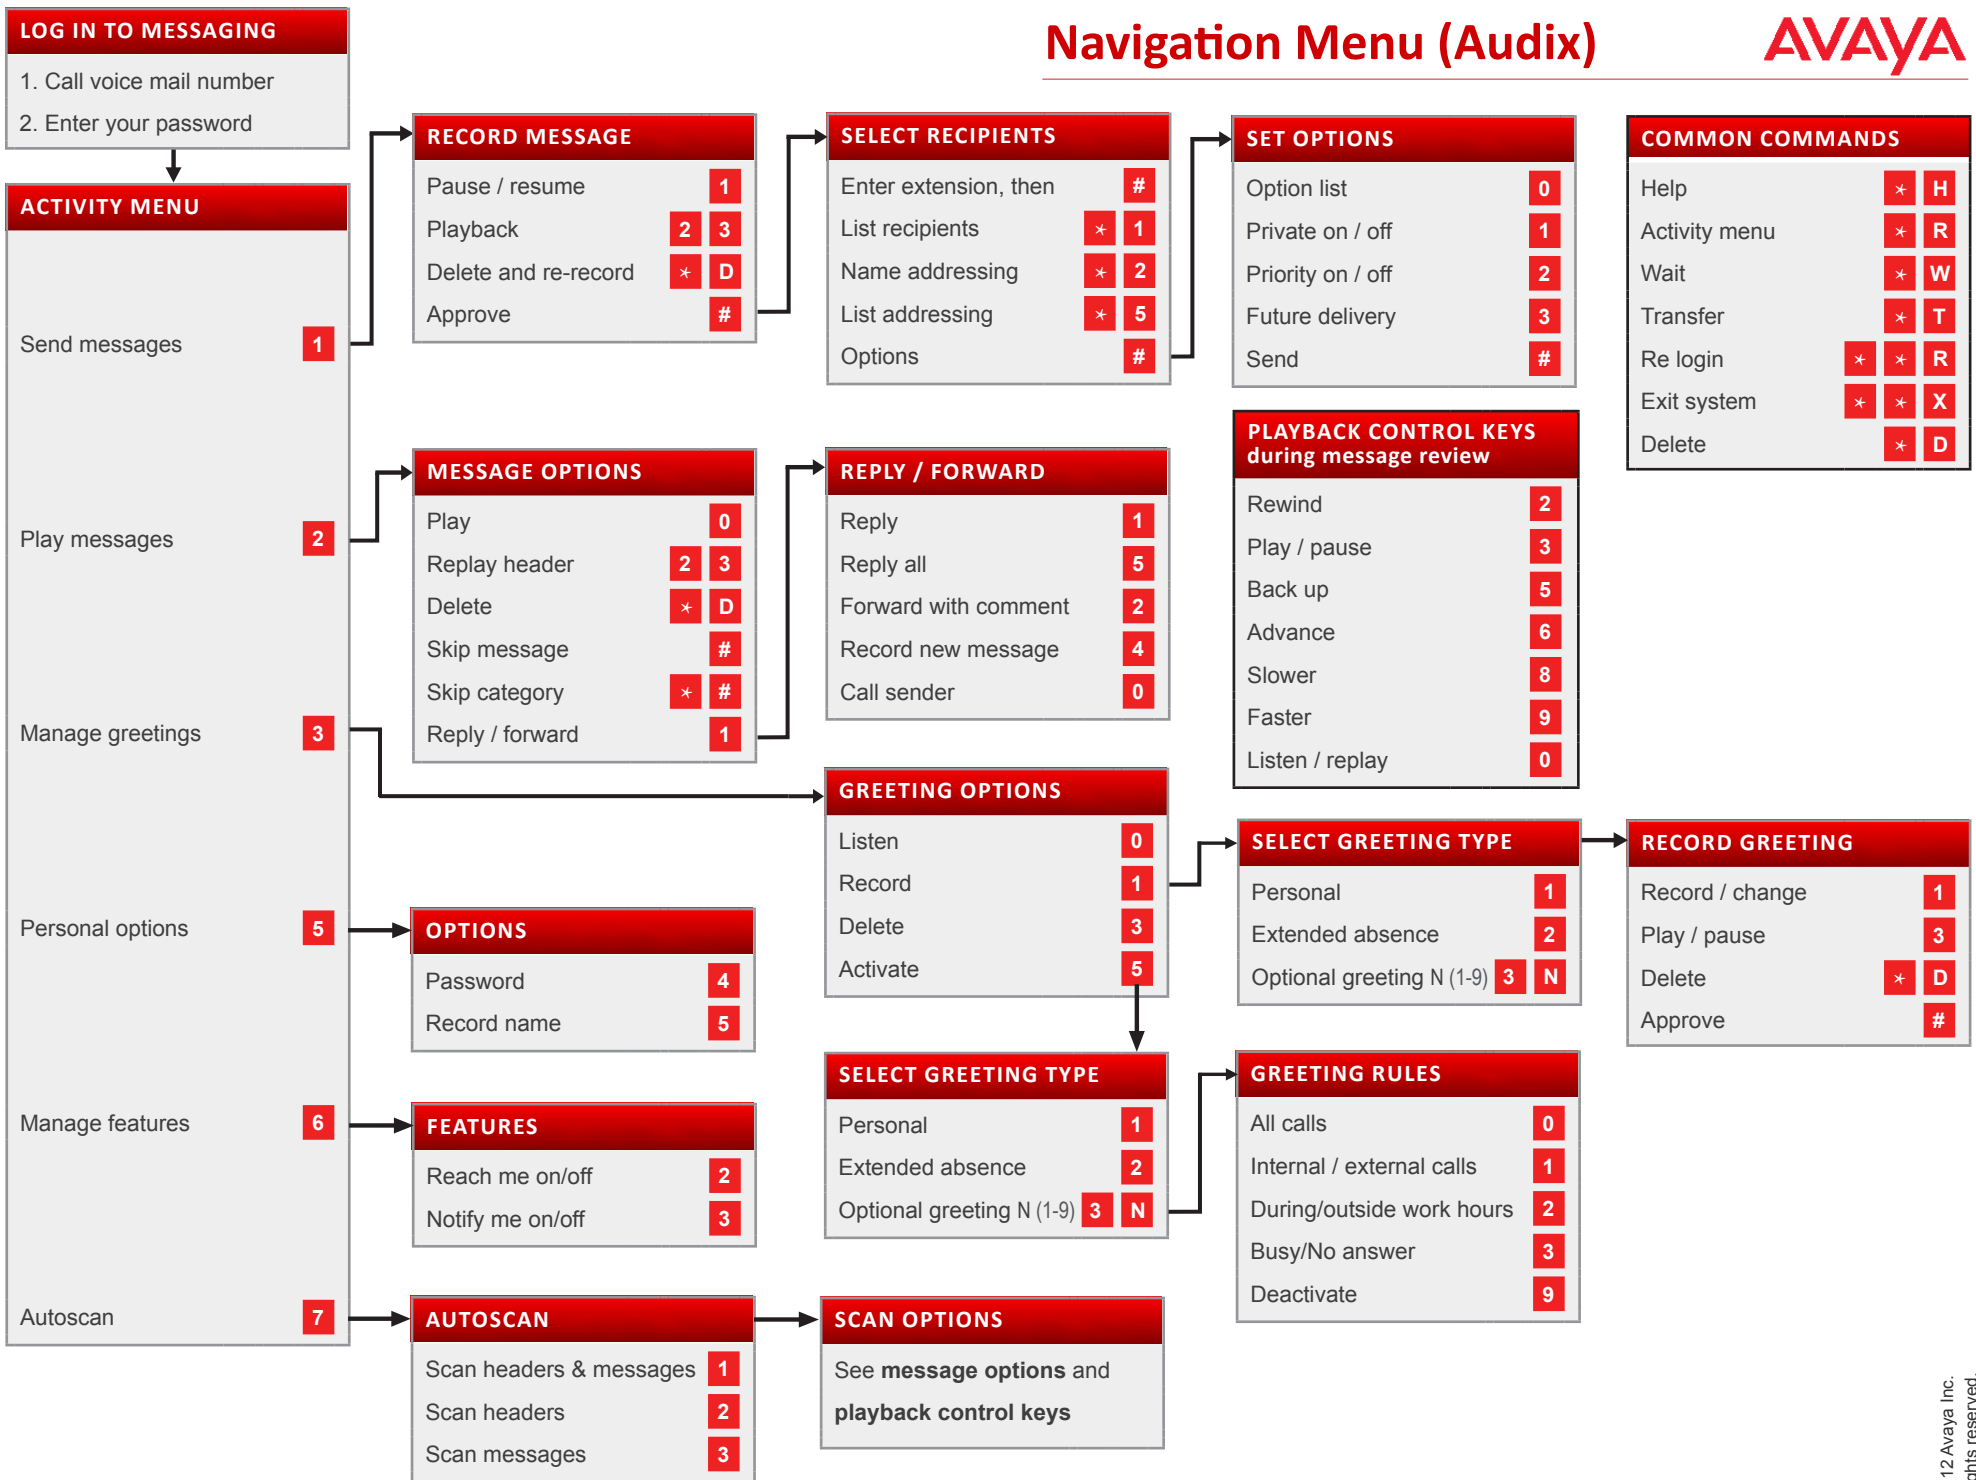 Navigation Menu (Audix)
AVAYA
LOG IN TO MESSAGING
1. Call voice mail number
2. Enter your password
ACTIVITY MENU
Send messages 1
Play messages 2
Manage greetings 3
Personal options 5
Manage features 6
Autoscan 7
RECORD MESSAGE
Pause / resume 1
Playback 2 3
Delete and re-record * D
Approve #
SELECT RECIPIENTS
Enter extension, then #
List recipients * 1
Name addressing * 2
List addressing * 5
Options #
SET OPTIONS
Option list 0
Private on / off 1
Priority on / off 2
Future delivery 3
Send #
COMMON COMMANDS
Help * H
Activity menu * R
Wait * W
Transfer * T
Re login * * R
Exit system * * X
Delete * D
MESSAGE OPTIONS
Play 0
Replay header 2 3
Delete * D
Skip message #
Skip category * #
Reply / forward 1
REPLY / FORWARD
Reply 1
Reply all 5
Forward with comment 2
Record new message 4
Call sender 0
PLAYBACK CONTROL KEYS
during message review
Rewind 2
Play / pause 3
Back up 5
Advance 6
Slower 8
Faster 9
Listen / replay 0
GREETING OPTIONS
Listen 0
Record 1
Delete 3
Activate 5
SELECT GREETING TYPE
Personal 1
Extended absence 2
Optional greeting N (1-9) 3 N
RECORD GREETING
Record / change 1
Play / pause 3
Delete * D
Approve #
OPTIONS
Password 4
Record name 5
SELECT GREETING TYPE
Personal 1
Extended absence 2
Optional greeting N (1-9) 3 N
GREETING RULES
All calls 0
Internal / external calls 1
During/outside work hours 2
Busy/No answer 3
Deactivate 9
FEATURES
Reach me on/off 2
Notify me on/off 3
AUTOSCAN
Scan headers & messages 1
Scan headers 2
Scan messages 3
SCAN OPTIONS
See message options and
playback control keys
12 Avaya Inc.
ghts reserved.